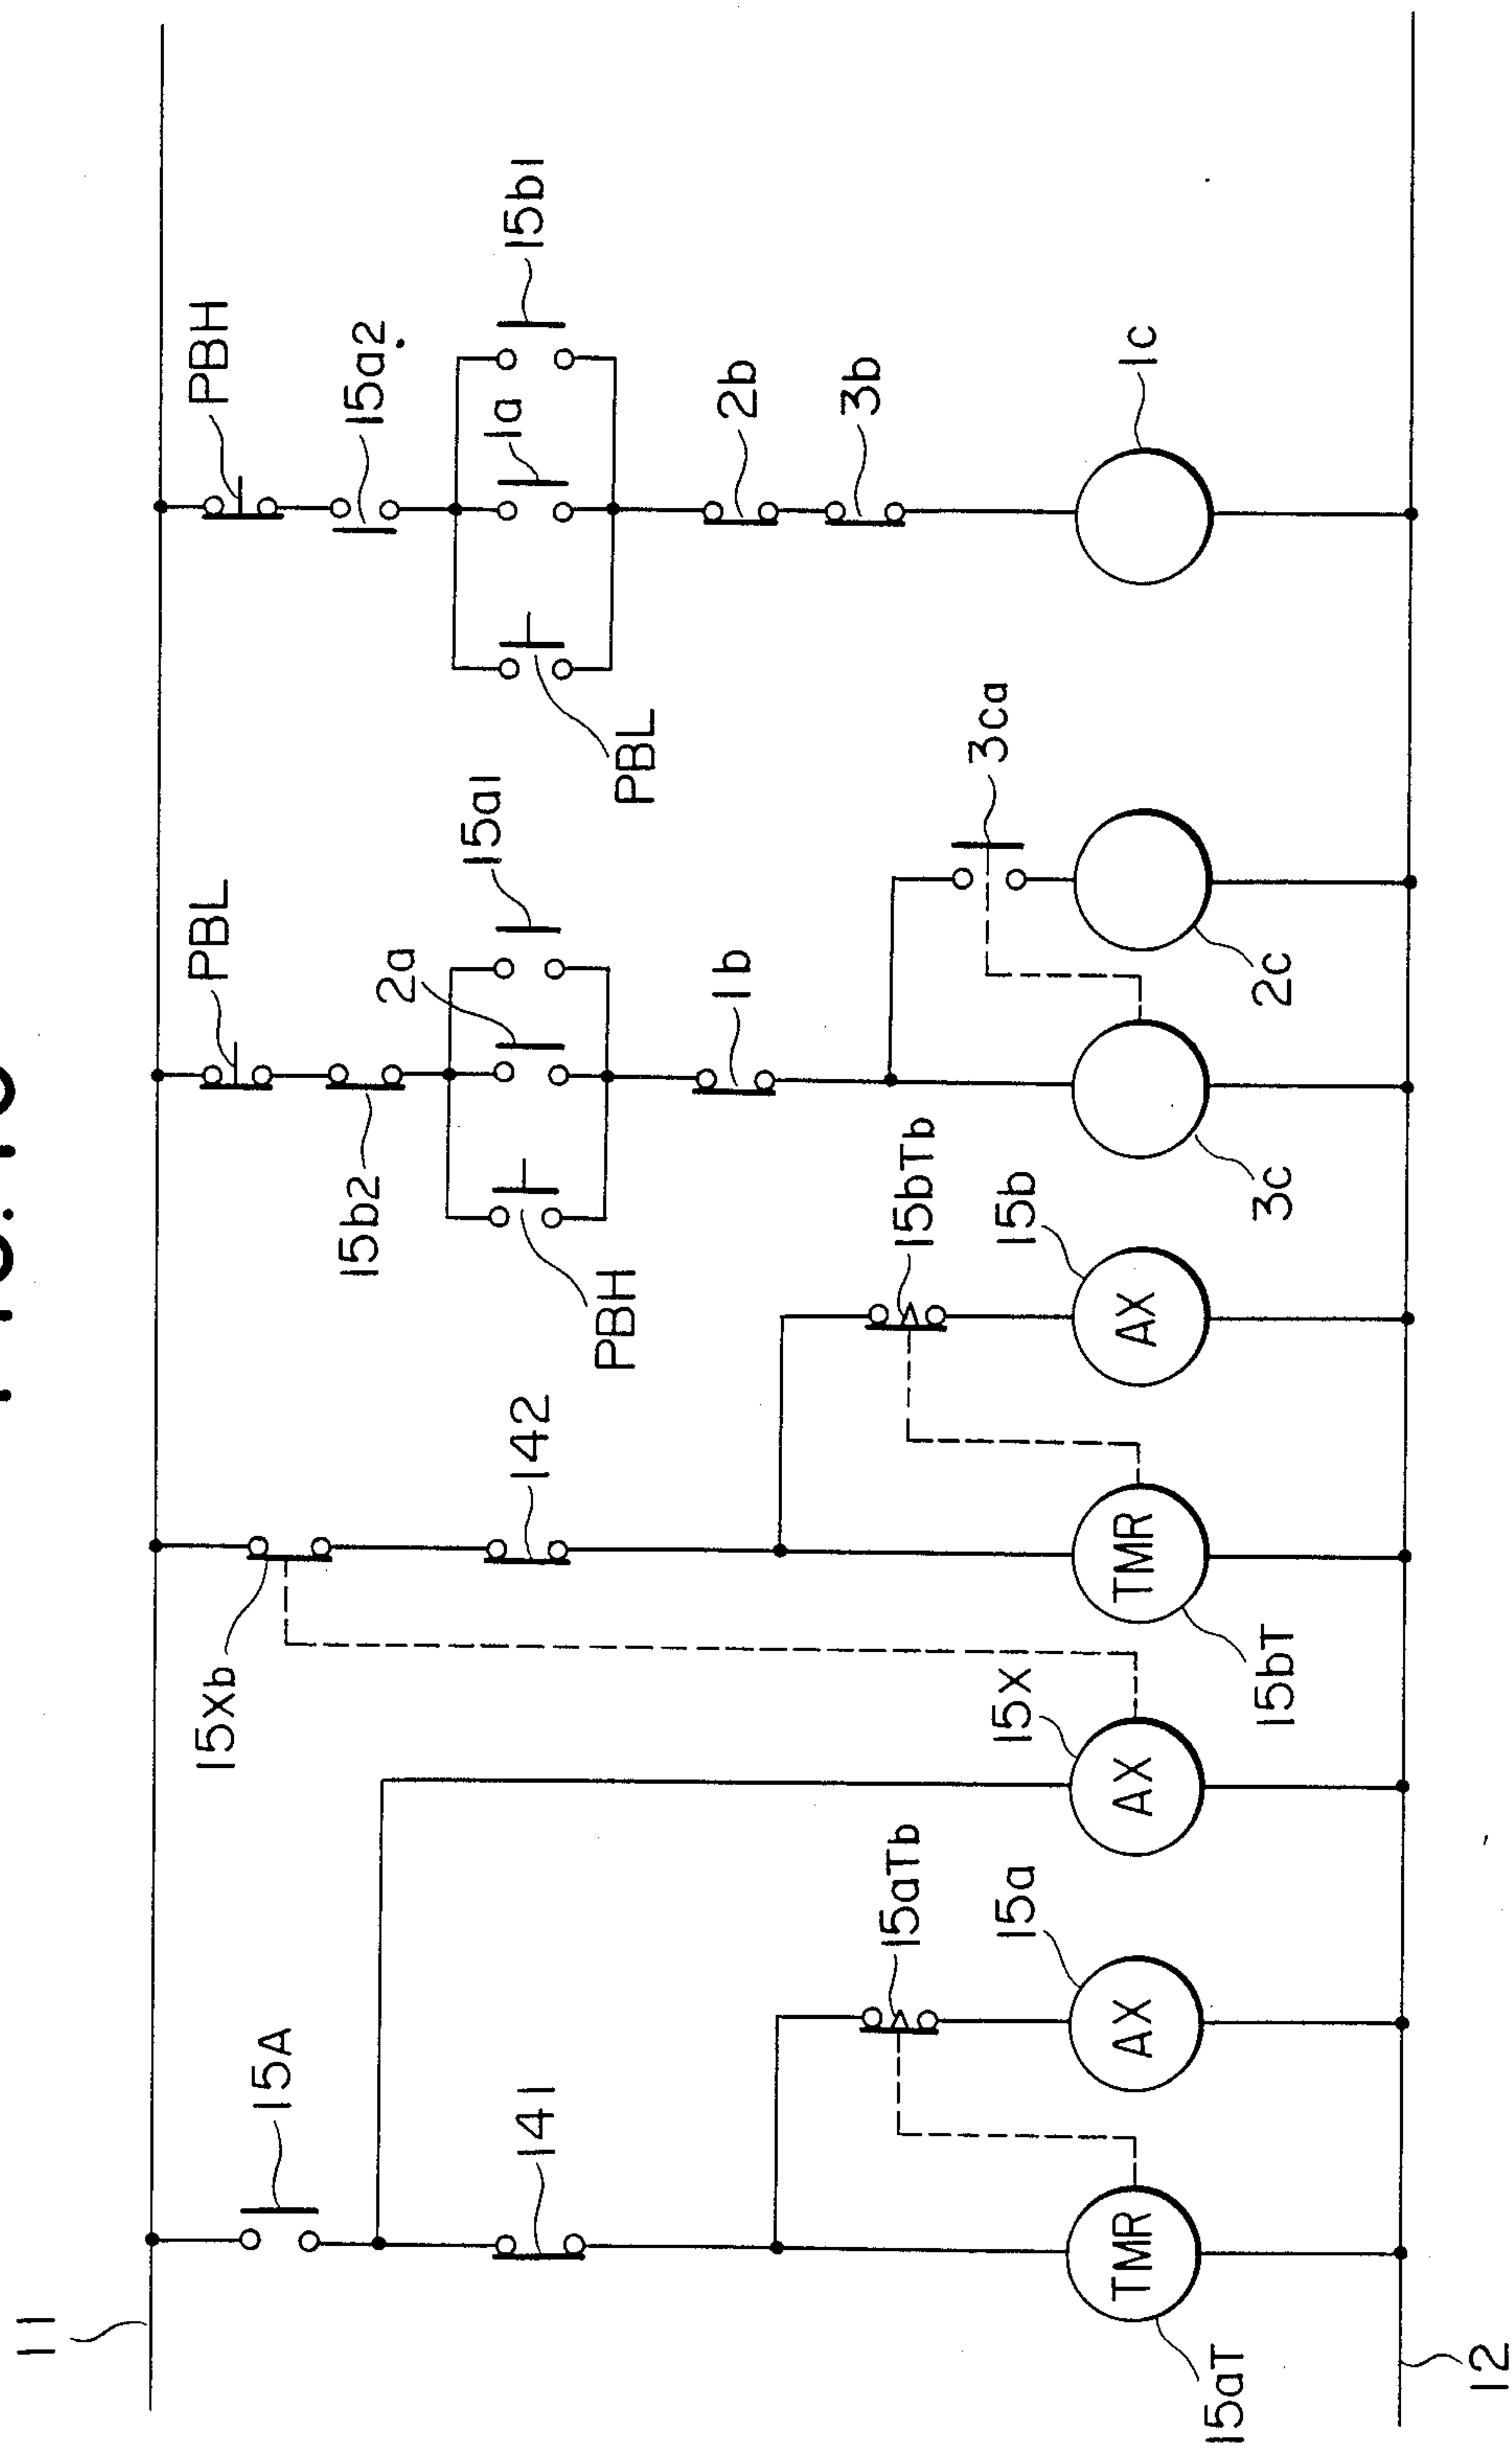 11
15Xb
PBL
PBH
15A
15b2
2a
15a2
15a1
1a
15b1
141
142
PBH
PBL
1b
2b
3b
15aTb
15bTb
3ca
15a
15X
15b
TMR
AX
AX
TMR
AX
1c
15aT
15bT
3c
2c
12